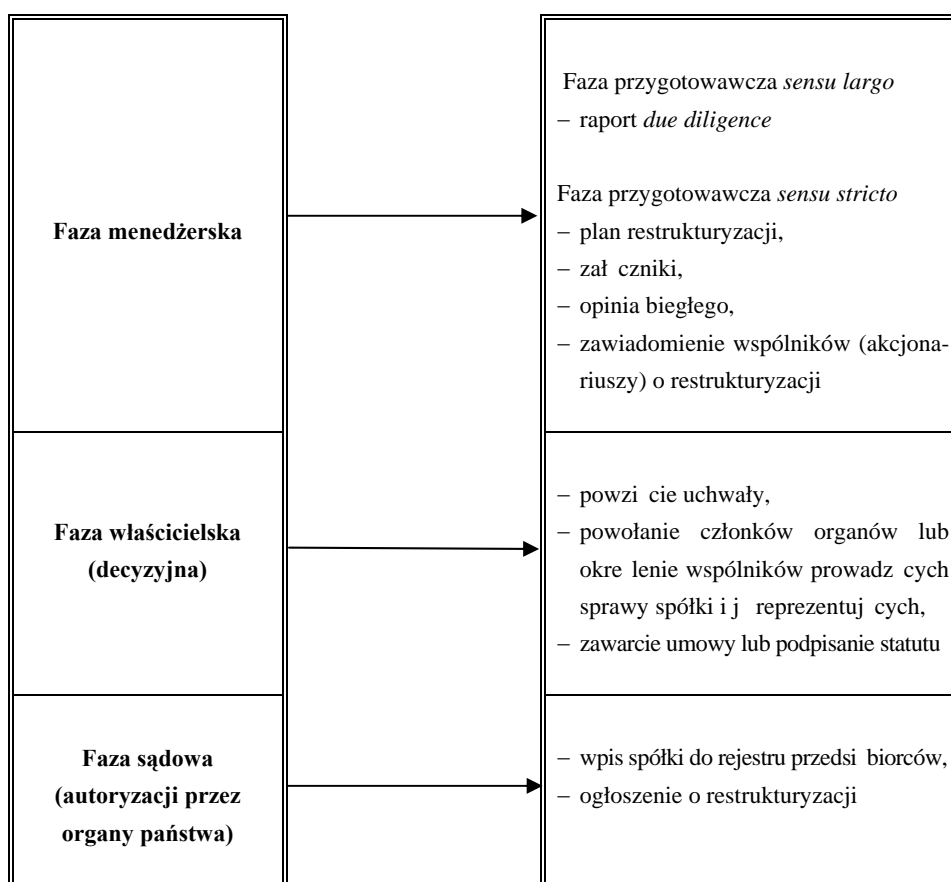 Faza menedżerska
Faza przygotowawcza sensu largo
– raport due diligence
Faza przygotowawcza sensu stricto
– plan restrukturyzacji,
– zał czniki,
– opinia biegłego,
– zawiadomienie wspólników (akcjona-
riuszy) o restrukturyzacji
Faza właścicielska
(decyzyjna)
– powzi cie uchwały,
– powołanie członków organów lub
okre lenie wspólników prowadz cych
sprawy spółki i j reprezentuj cych,
– zawarcie umowy lub podpisanie statutu
Faza sądowa
(autoryzacji przez
organy państwa)
– wpis spółki do rejestru przedsi biorców,
– ogłoszenie o restrukturyzacji